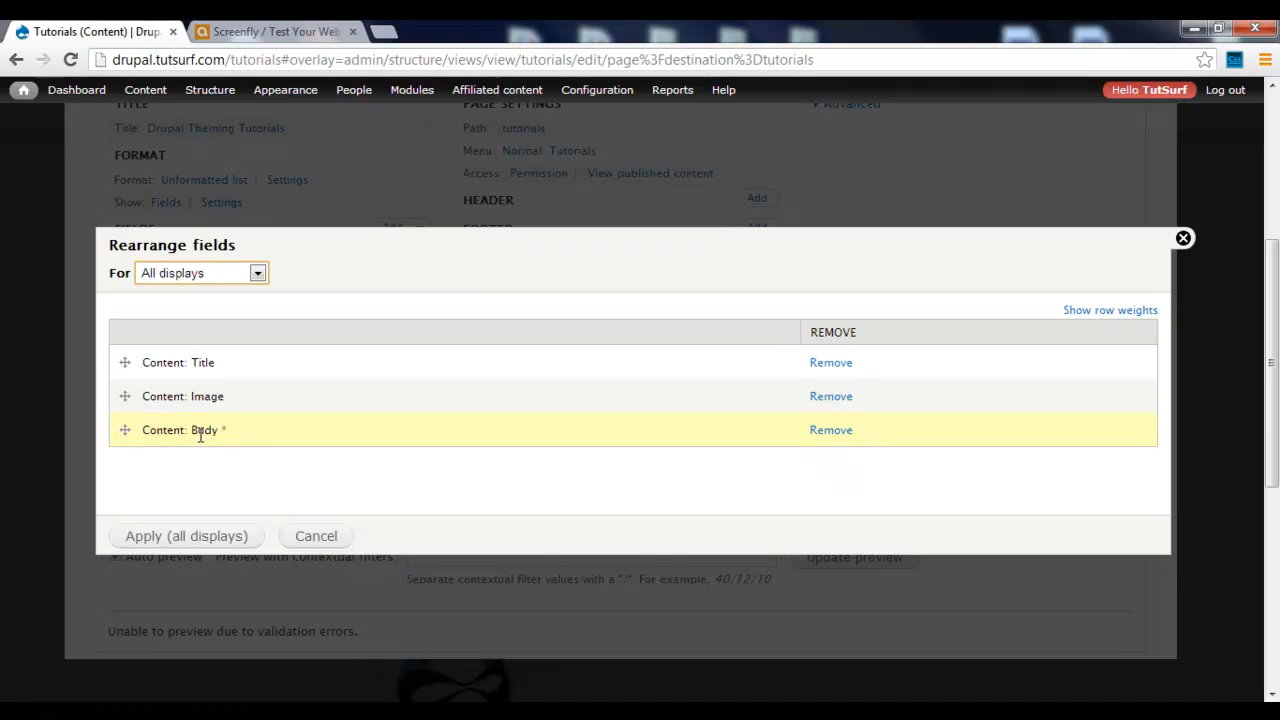 Tutorials (Content) | Drup
Screenfly / Test Your Web
drupal.tutsurf.com/tutorials#overlay=admin/structure/views/view/tutorials/edit/page%3Fdestination%3Dtutorials
Dashboard Content Structure Appearance People Modules Affiliated content Configuration Reports Help Hello TutSurf Log out
TITLE PAGE SETTINGS Advanced
Title: Drupal Theming Tutorials Path: /tutorials
Menu: Normal: Tutorials
FORMAT
Access: Permission | View published content
Format: Unformatted list | Settings
Show: Fields | Settings
HEADER Add
FIELDS Add FOOTER Add
Rearrange fields
For All displays
Show row weights
REMOVE
Content: Title Remove
Content: Image Remove
Content: Body * Remove
Apply (all displays) Cancel
Auto preview Preview with contextual filters: Update preview
Separate contextual filter values with a "/". For example, 40/12/10
Unable to preview due to validation errors.